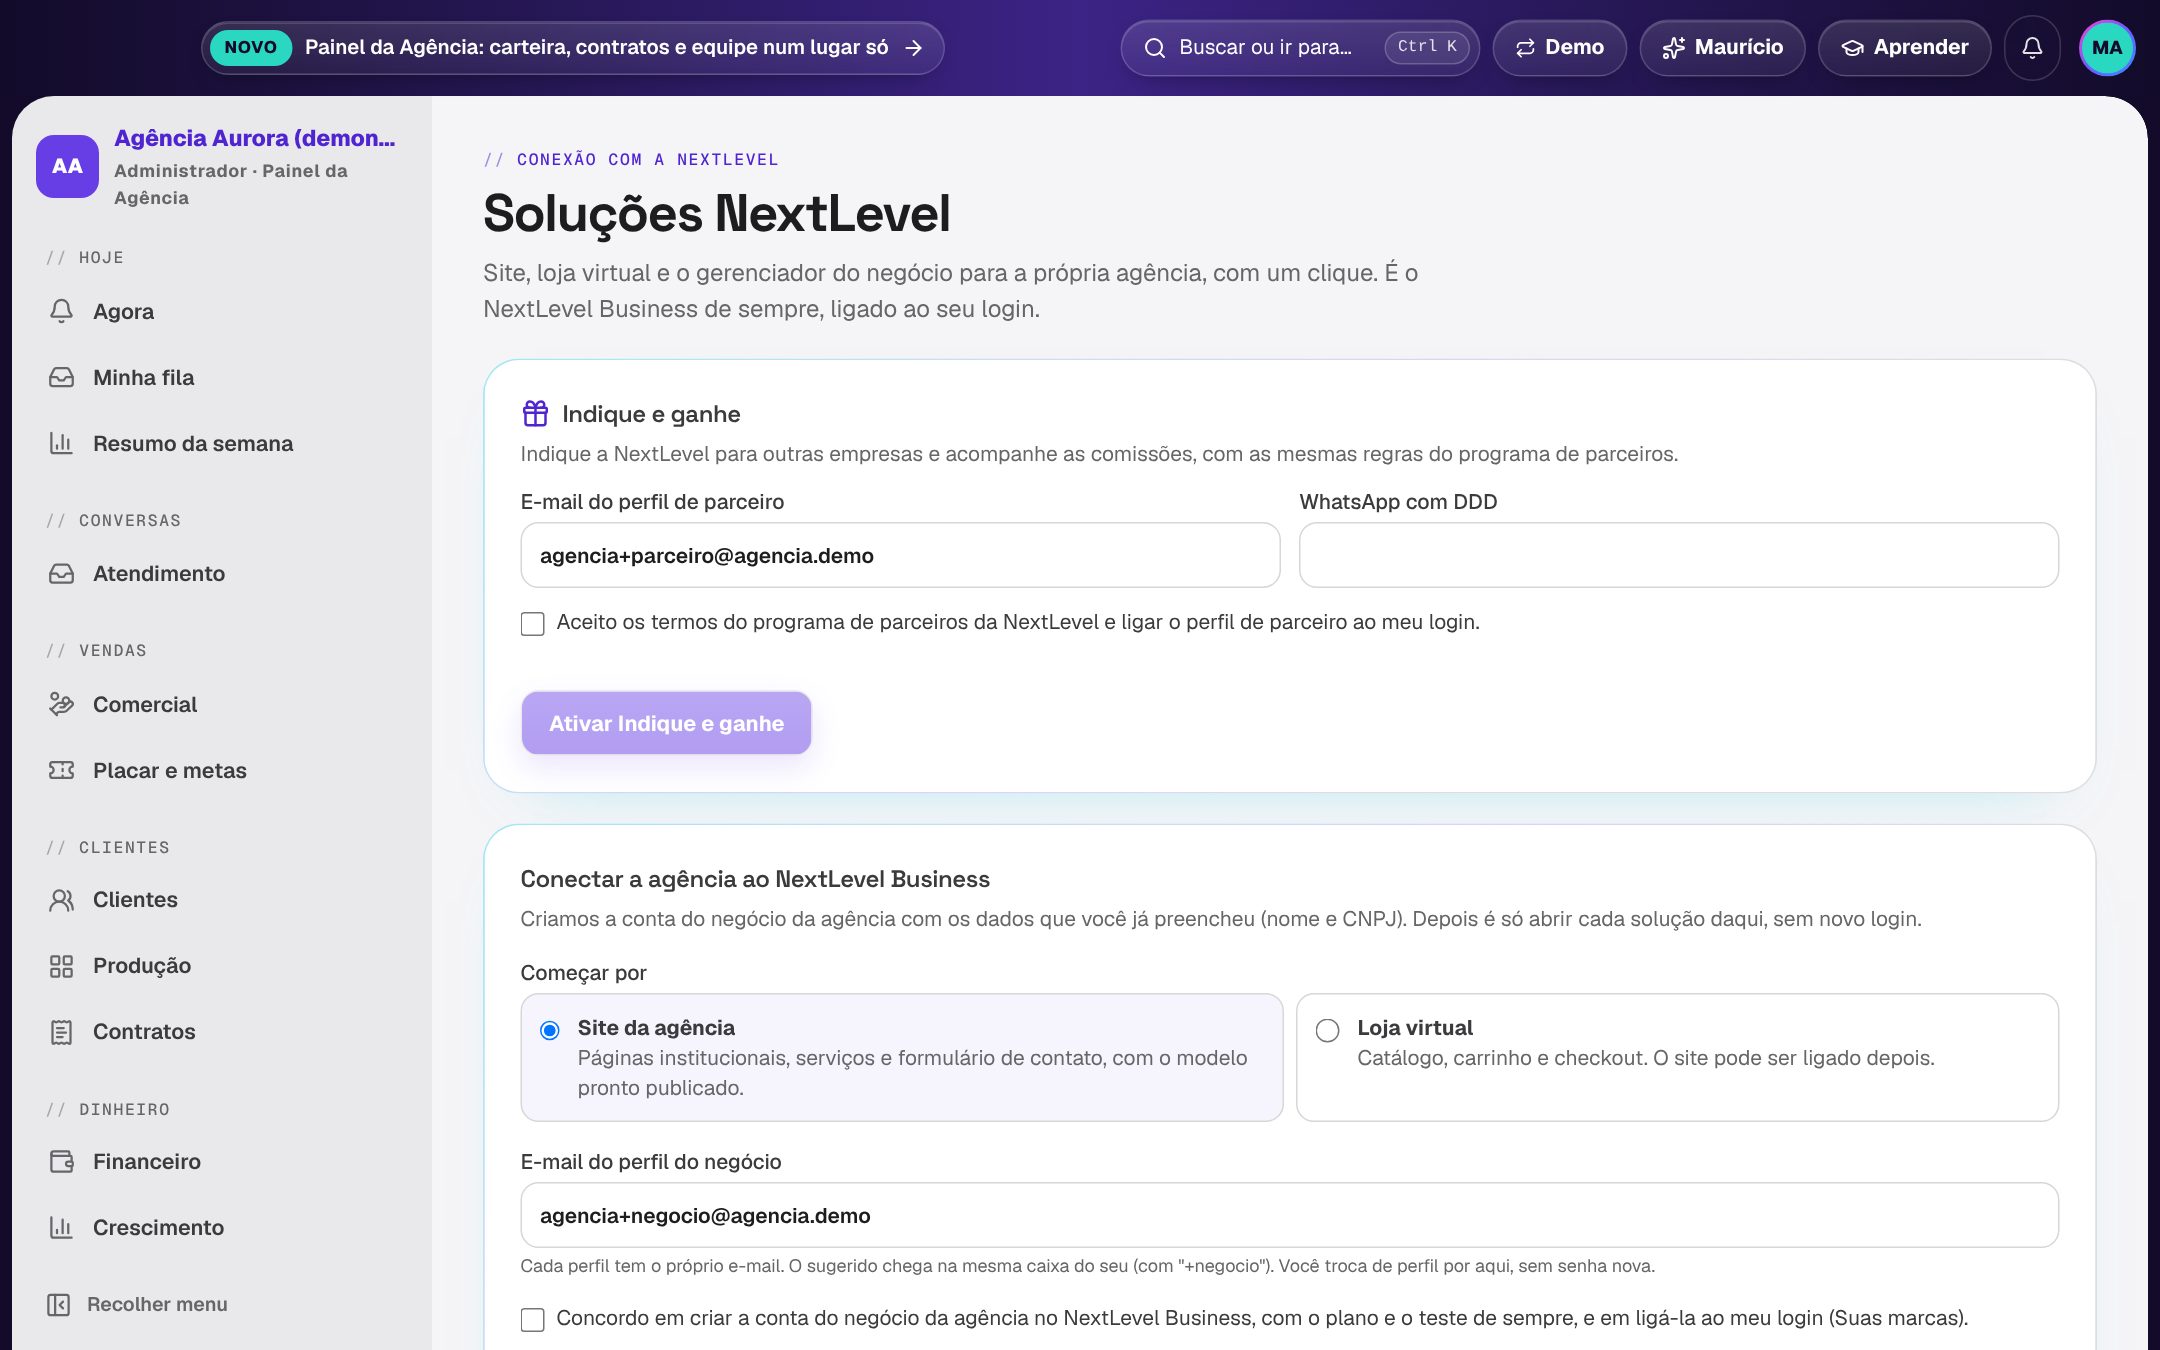 NOVO Painel da Agência: carteira, contratos e equipe num lugar só
Buscar ou ir para... Ctrl K
Demo
Maurício
Aprender
MA
AA
Agência Aurora (demon...
Administrador · Painel da
Agência
// HOJE
Agora
Minha fila
Resumo da semana
// CONVERSAS
Atendimento
// VENDAS
Comercial
Placar e metas
// CLIENTES
Clientes
Produção
Contratos
// DINHEIRO
Financeiro
Crescimento
Recolher menu
// CONEXÃO COM A NEXTLEVEL
Soluções NextLevel
Site, loja virtual e o gerenciador do negócio para a própria agência, com um clique. É o
NextLevel Business de sempre, ligado ao seu login.
Indique e ganhe
Indique a NextLevel para outras empresas e acompanhe as comissões, com as mesmas regras do programa de parceiros.
E-mail do perfil de parceiro
agencia+parceiro@agencia.demo
WhatsApp com DDD
Aceito os termos do programa de parceiros da NextLevel e ligar o perfil de parceiro ao meu login.
Ativar Indique e ganhe
Conectar a agência ao NextLevel Business
Criamos a conta do negócio da agência com os dados que você já preencheu (nome e CNPJ). Depois é só abrir cada solução daqui, sem novo login.
Começar por
Site da agência
Páginas institucionais, serviços e formulário de contato, com o modelo
pronto publicado.
Loja virtual
Catálogo, carrinho e checkout. O site pode ser ligado depois.
E-mail do perfil do negócio
agencia+negocio@agencia.demo
Cada perfil tem o próprio e-mail. O sugerido chega na mesma caixa do seu (com "+negocio"). Você troca de perfil por aqui, sem senha nova.
Concordo em criar a conta do negócio da agência no NextLevel Business, com o plano e o teste de sempre, e em ligá-la ao meu login (Suas marcas).